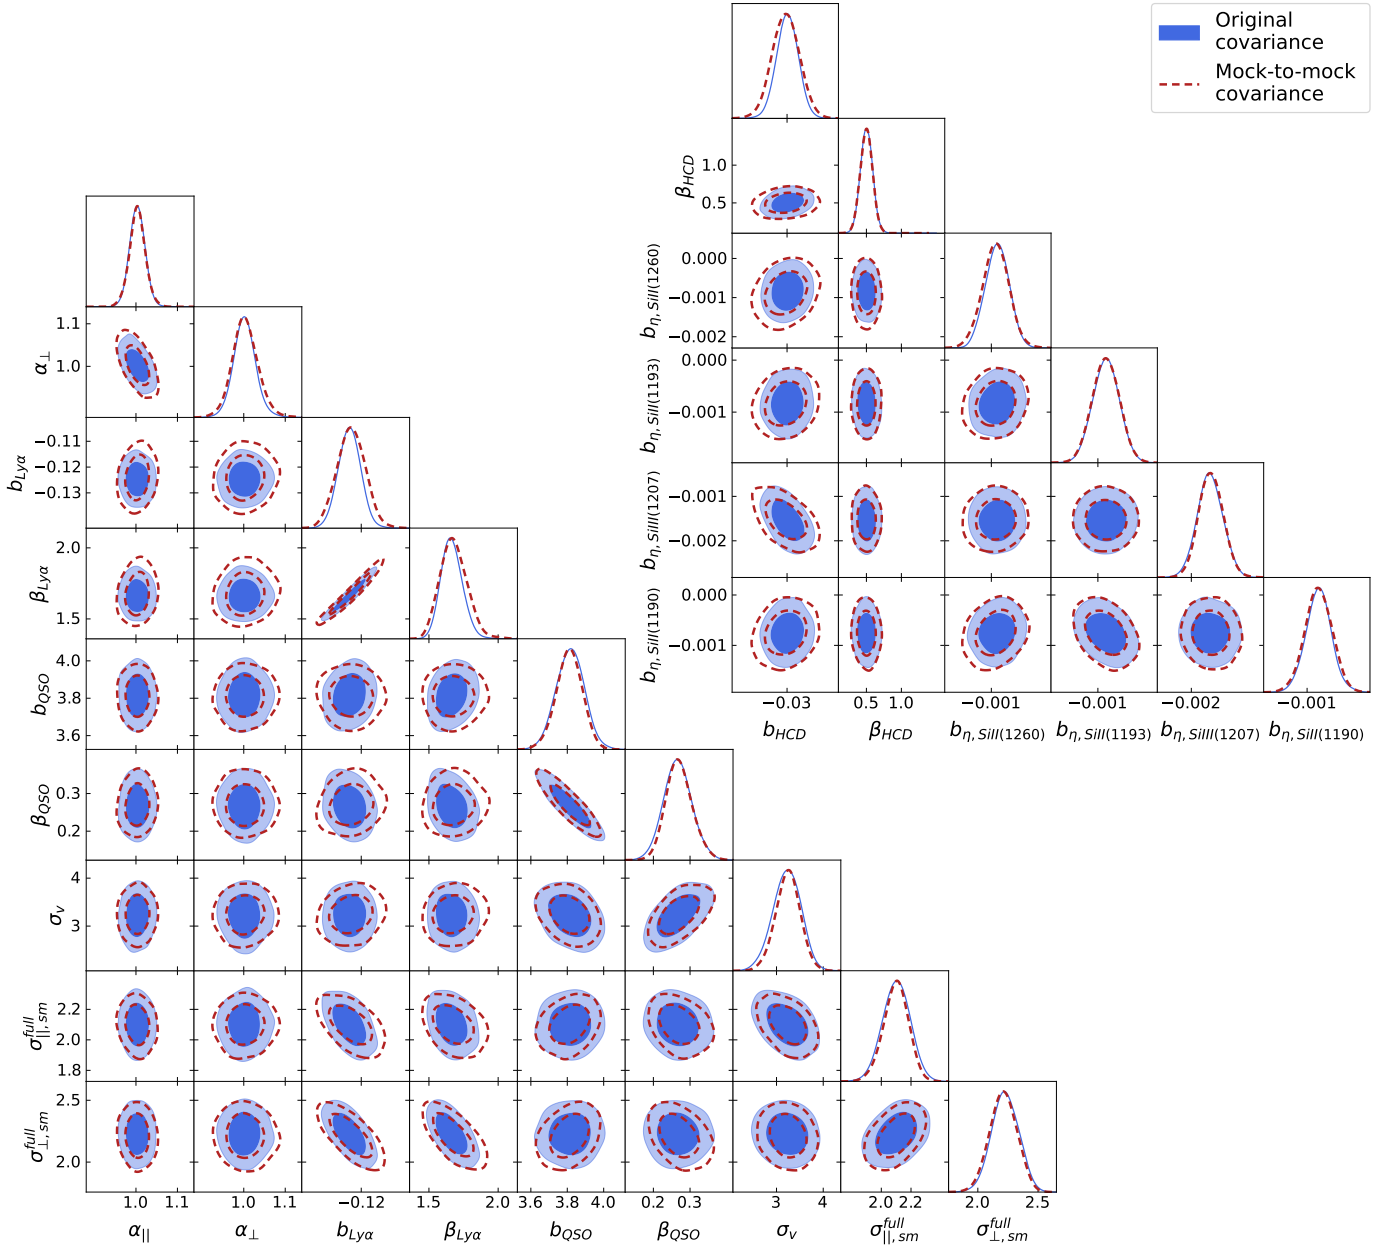 Original
covariance
Mock-to-mock
covariance
β_HCD
1.0
0.5
b_η, SiII(1260)
0.000
−0.001
−0.002
b_η, SiII(1193)
0.000
−0.001
b_η, SiIII(1207)
−0.001
−0.002
b_η, SiII(1190)
0.000
−0.001
−0.03
0.5 1.0
−0.001
−0.001
−0.002
−0.001
b_HCD
β_HCD
b_η, SiII(1260)
b_η, SiII(1193)
b_η, SiIII(1207)
b_η, SiII(1190)
α_⊥
1.1
1.0
b_Lyα
−0.11
−0.12
−0.13
β_Lyα
2.0
1.5
b_QSO
4.0
3.8
3.6
β_QSO
0.3
0.2
σ_v
4
3
σ^full_||, sm
2.2
2.0
1.8
σ^full_⊥, sm
2.5
2.0
1.0 1.1
1.0 1.1
−0.12
1.5 2.0
3.6 3.8 4.0
0.2 0.3
3 4
2.0 2.2
2.0 2.5
α_||
α_⊥
b_Lyα
β_Lyα
b_QSO
β_QSO
σ_v
σ^full_||, sm
σ^full_⊥, sm